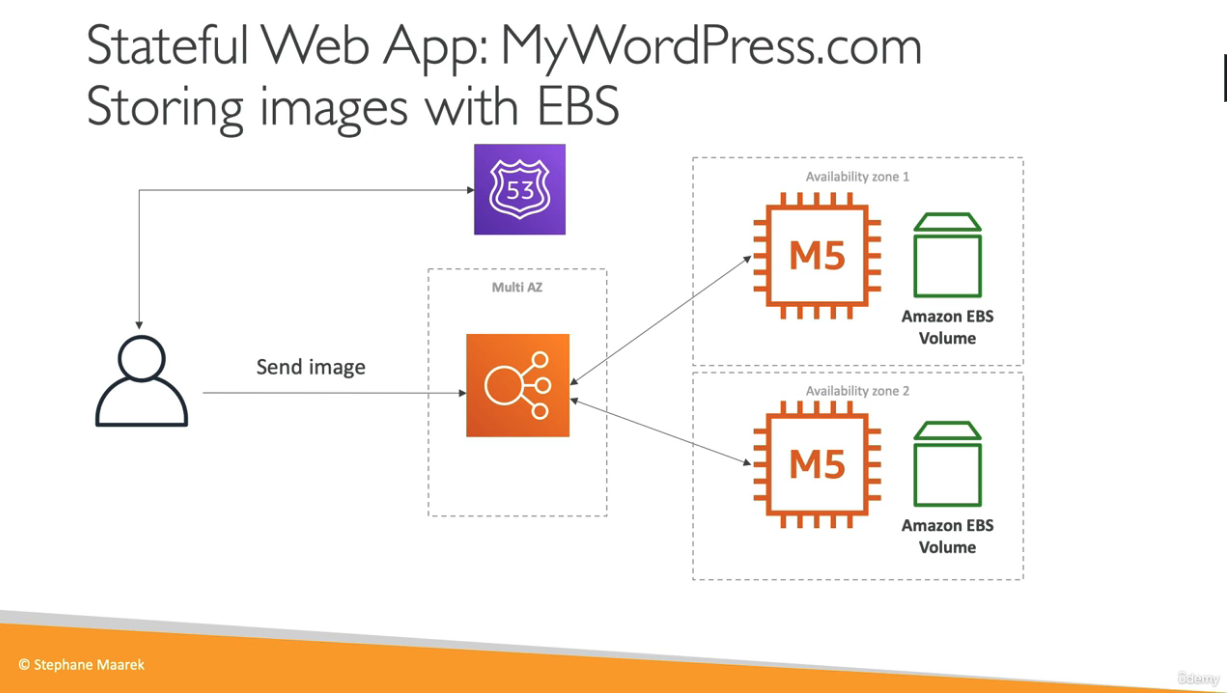 Stateful Web App: MyWordPress.com
Storing images with EBS
53
Availability zone 1
M5
Amazon EBS
Volume
Multi AZ
Send image
Availability zone 2
M5
Amazon EBS
Volume
© Stephane Maarek
ûdemy